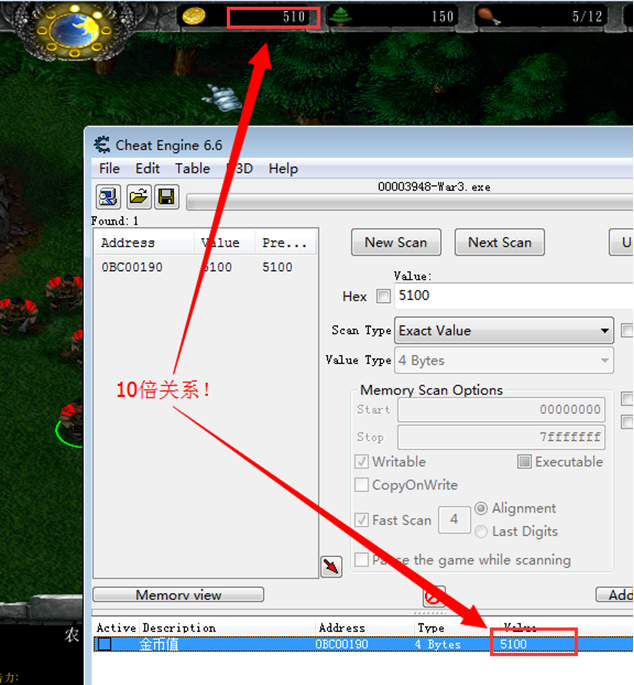 510 150 5/12
Cheat Engine 6.6
File Edit Table D3D Help
00003948-War3.exe
Found: 1
Address Value Pre...
0BC00190 5100 5100
New Scan Next Scan
Value:
Hex 5100
Scan Type Exact Value
Value Type 4 Bytes
10倍关系！
Memory Scan Options
Start 00000000
Stop 7fffffff
Writable Executable
CopyOnWrite
Fast Scan 4 Alignment
Last Digits
Pause the game while scanning
Memory view Add
Active Description Address Type Value
金币值 0BC00190 4 Bytes 5100
农